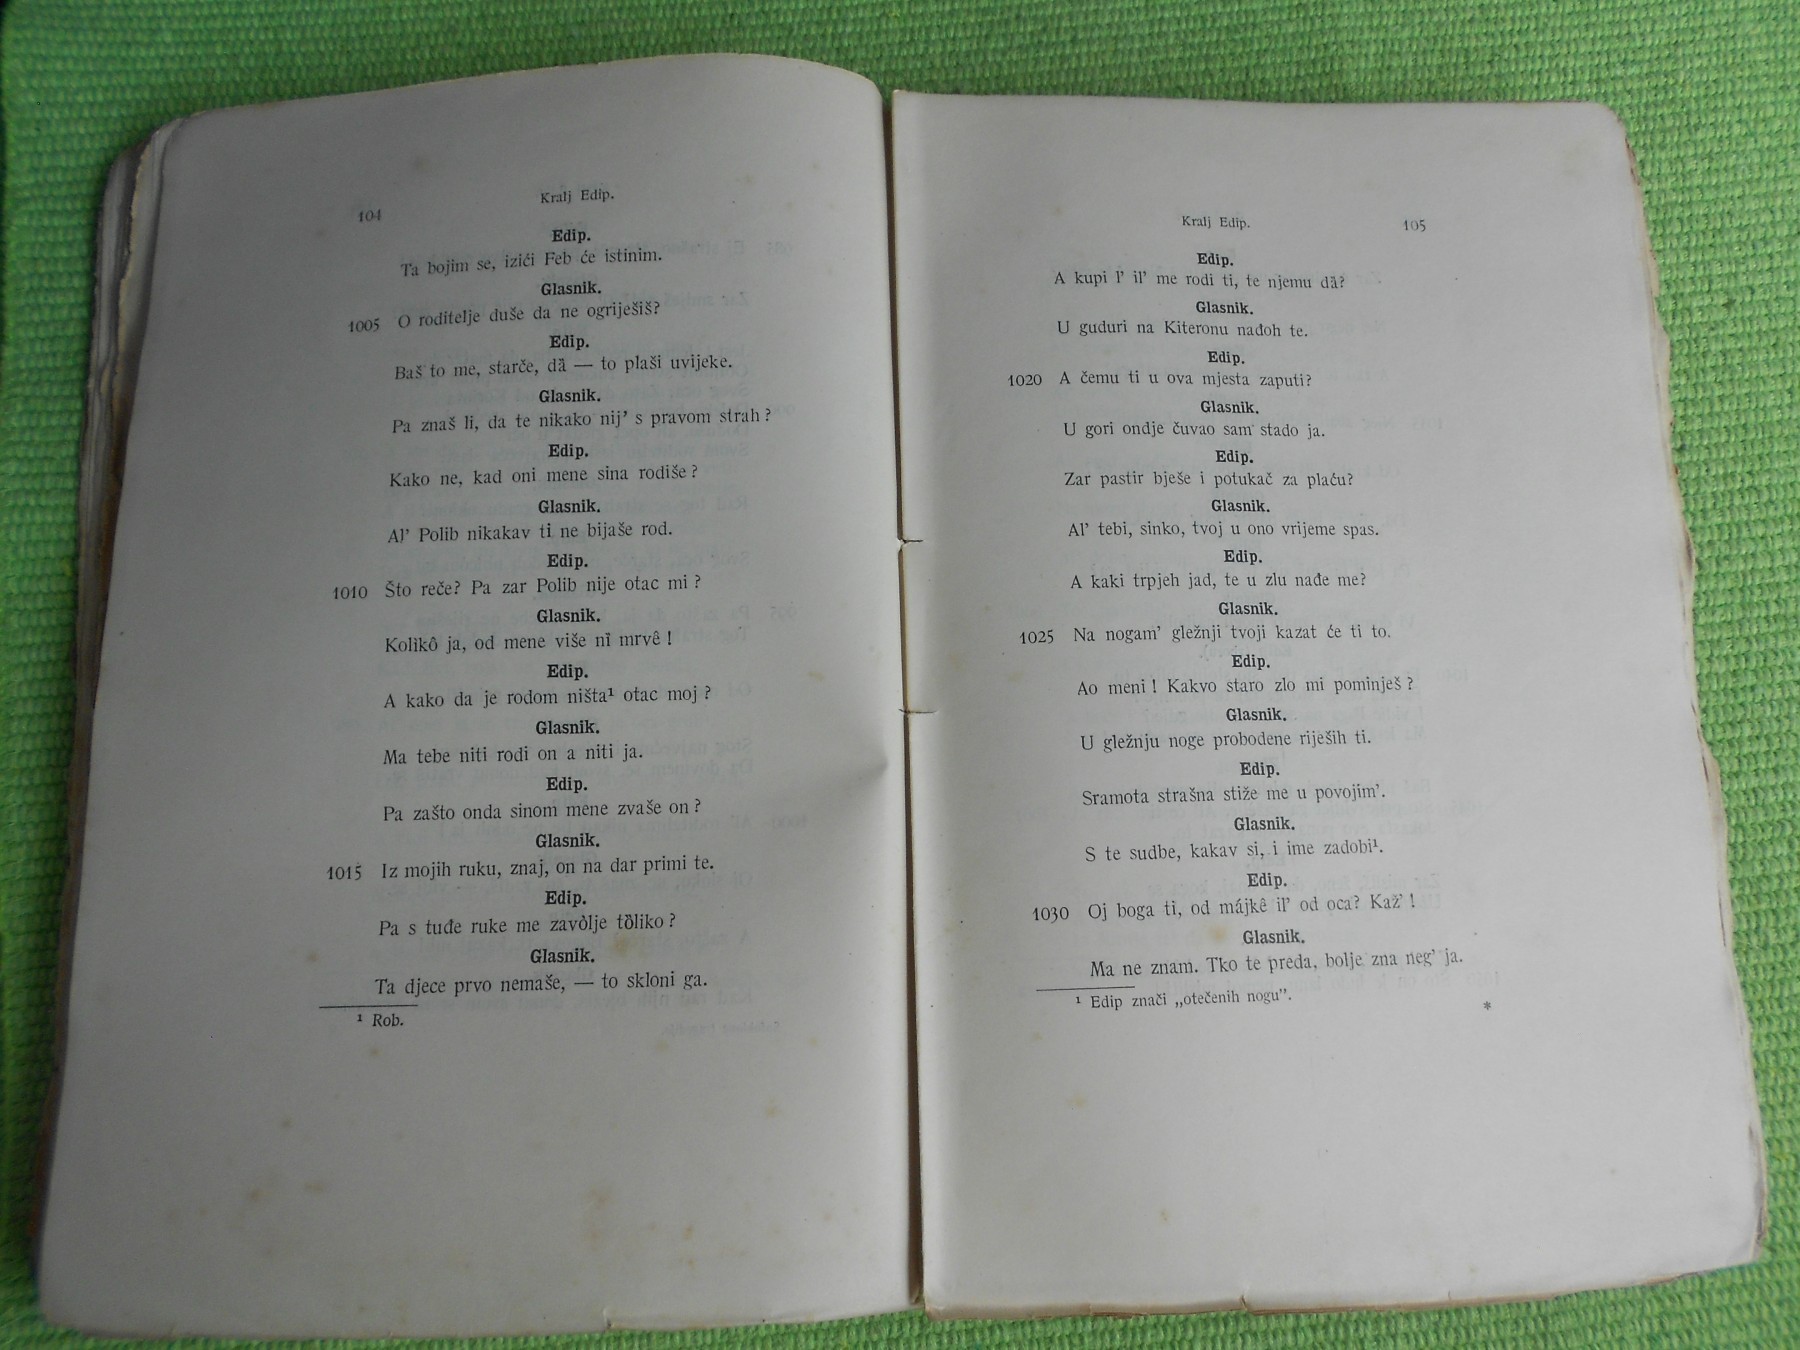 104
Kralj Edip.
Edip.
Ta bojim se, izići Feb će istinim.
Glasnik.
1005 O roditelje duše da ne ogriješiš?
Edip.
Baš to me, starče, dā — to plaši uvijeke.
Glasnik.
Pa znaš li, da te nikako nij’ s pravom strah?
Edip.
Kako ne, kad oni mene sina rodiše?
Glasnik.
Al’ Polib nikakav ti ne bijaše rod.
Edip.
1010 Što reče? Pa zar Polib nije otac mi?
Glasnik.
Kolikô ja, od mene više nî mrvê!
Edip.
A kako da je rodom ništa¹ otac moj?
Glasnik.
Ma tebe niti rodi on a niti ja.
Edip.
Pa zašto onda sinom mene zvaše on?
Glasnik.
1015 Iz mojih ruku, znaj, on na dar primi te.
Edip.
Pa s tuđe ruke me zavòlje tȍliko?
Glasnik.
Ta djece prvo nemaše, — to skloni ga.
¹ Rob.
Kralj Edip.
105
Edip.
A kupi l’ il’ me rodi ti, te njemu dā?
Glasnik.
U guduri na Kiteronu nađoh te.
Edip.
1020 A čemu ti u ova mjesta zaputi?
Glasnik.
U gori ondje čuvao sam stado ja.
Edip.
Zar pastir bješe i potukač za plaću?
Glasnik.
Al’ tebi, sinko, tvoj u ono vrijeme spas.
Edip.
A kaki trpjeh jad, te u zlu nađe me?
Glasnik.
1025 Na nogam’ gležnji tvoji kazat će ti to.
Edip.
Ao meni! Kakvo staro zlo mi pominješ?
Glasnik.
U gležnju noge probodene riješih ti.
Edip.
Sramota strašna stiže me u povojim’.
Glasnik.
S te sudbe, kakav si, i ime zadobi¹.
Edip.
1030 Oj boga ti, od májkê il’ od oca? Kaž’!
Glasnik.
Ma ne znam. Tko te preda, bolje zna neg’ ja.
¹ Edip znači „otečenih nogu”.
*